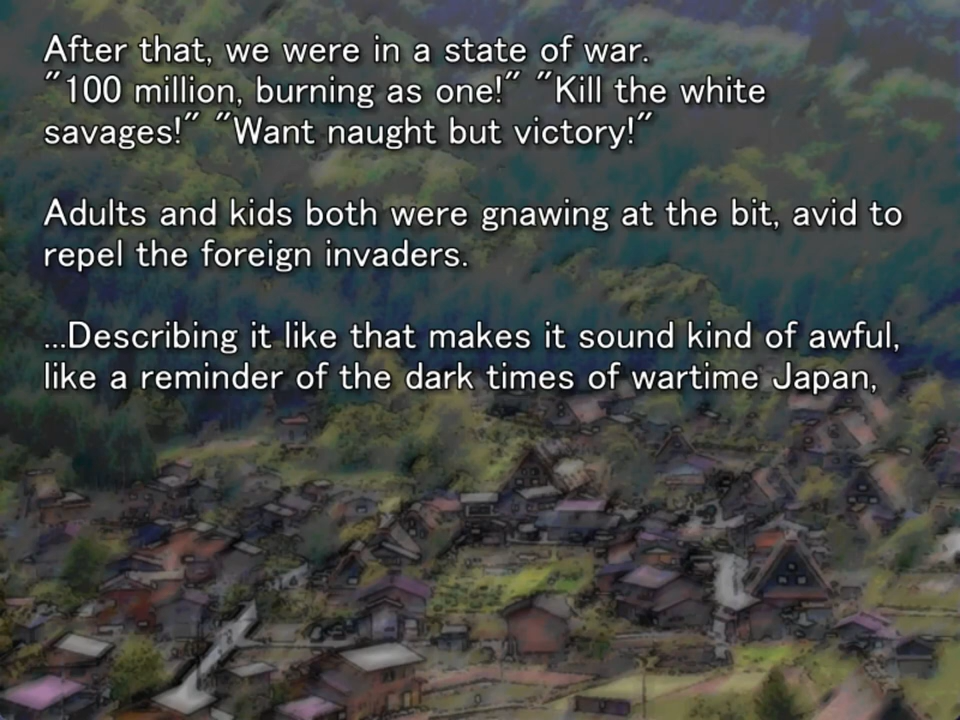 After that, we were in a state of war.
"100 million, burning as one!" "Kill the white
savages!" "Want naught but victory!"
Adults and kids both were gnawing at the bit, avid to
repel the foreign invaders.
...Describing it like that makes it sound kind of awful,
like a reminder of the dark times of wartime Japan,